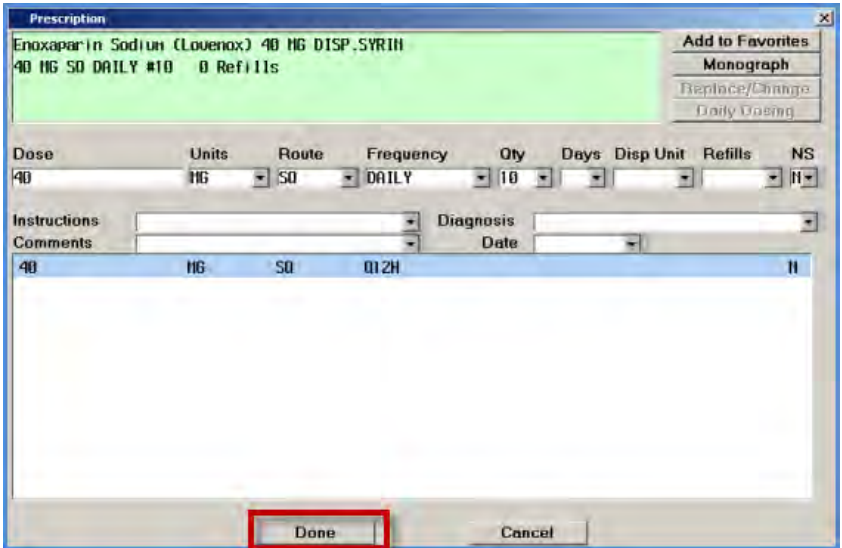 Prescription
Enoxaparin Sodium (Lovenox) 40 MG DISP.SYRIN
40 MG SQ DAILY #10 0 Refills
Add to Favorites
Monograph
Replace/Change
Daily Dosing
Dose Units Route Frequency Qty Days Disp Unit Refills NS
40 MG SQ DAILY 10 N
Instructions Diagnosis
Comments Date
40 MG SQ Q12H N
Done Cancel